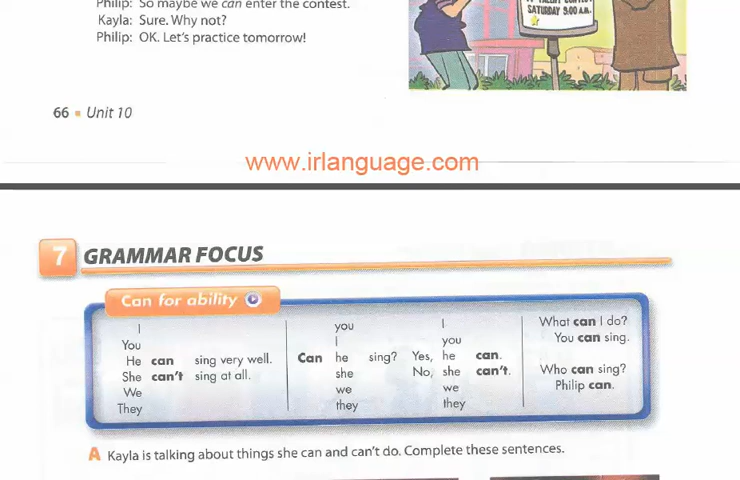 Philip: So maybe we can enter the contest.
Kayla: Sure. Why not?
Philip: OK. Let's practice tomorrow!
SATURDAY 9:00 A.M.
66 ▪ Unit 10
www.irlanguage.com
7 GRAMMAR FOCUS
Can for ability
I
You
He can sing very well.
She can't sing at all.
We
They
you
I
Can he sing?
she
we
they
I
you
Yes, he can.
No, she can't.
we
they
What can I do?
You can sing.
Who can sing?
Philip can.
A Kayla is talking about things she can and can't do. Complete these sentences.